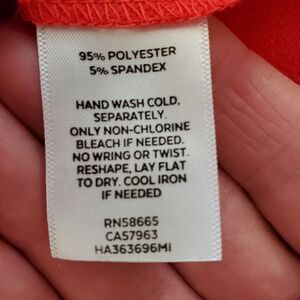 95% POLYESTER
5% SPANDEX
HAND WASH COLD,
SEPARATELY.
ONLY NON-CHLORINE
BLEACH IF NEEDED.
NO WRING OR TWIST.
RESHAPE, LAY FLAT
TO DRY. COOL IRON
IF NEEDED
RN58665
CA57963
HA363696MI